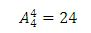 $A_4^4 = 24$